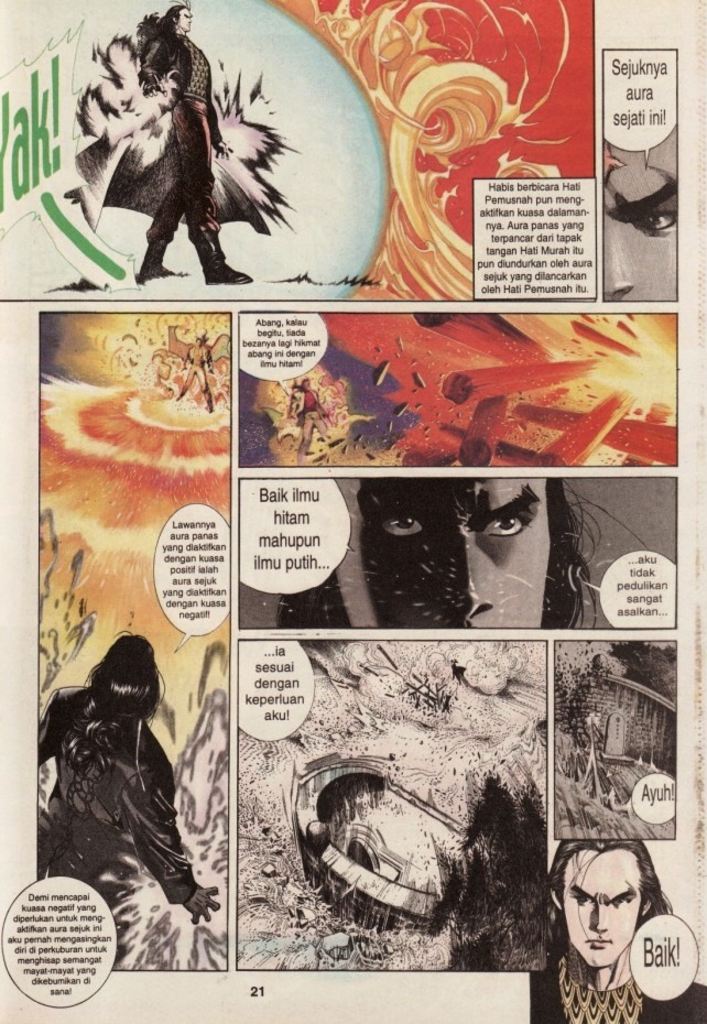 Yak!
Sejuknya
aura
sejati ini!
Habis berbicara Hati
Pemusnah pun meng-
aktifkan kuasa dalaman-
nya. Aura panas yang
terpancar dari tapak
tangan Hati Murah itu
pun diundurkan oleh aura
sejuk yang dilancarkan
oleh Hati Pemusnah itu.
Abang, kalau
begitu, tiada
bezanya lagi hikmat
abang ini dengan
ilmu hitam!
Lawannya
aura panas
yang diaktifkan
dengan kuasa
positif ialah
aura sejuk
yang diaktifkan
dengan kuasa
negatif!
Demi mencapai
kuasa negatif yang
diperlukan untuk meng-
aktifkan aura sejuk ini
aku pernah mengasingkan
diri di perkuburan untuk
menghisap semangat
mayat-mayat yang
dikebumikan di
sana!
Baik ilmu
hitam
mahupun
ilmu putih...
...aku
tidak
pedulikan
sangat
asalkan...
...ia
sesuai
dengan
keperluan
aku!
Ayuh!
Baik!
21